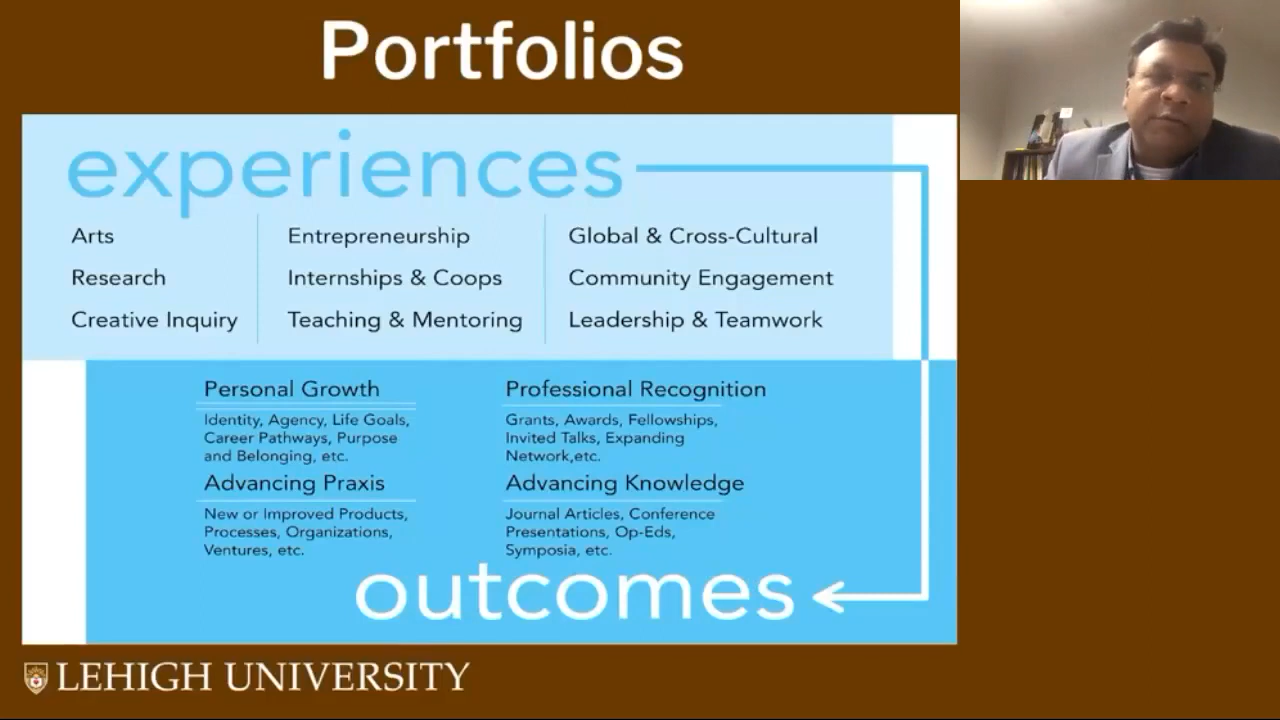 Portfolios
experiences
Arts
Research
Creative Inquiry
Entrepreneurship
Internships & Coops
Teaching & Mentoring
Global & Cross-Cultural
Community Engagement
Leadership & Teamwork
Personal Growth
Identity, Agency, Life Goals,
Career Pathways, Purpose
and Belonging, etc.
Professional Recognition
Grants, Awards, Fellowships,
Invited Talks, Expanding
Network,etc.
Advancing Praxis
New or Improved Products,
Processes, Organizations,
Ventures, etc.
Advancing Knowledge
Journal Articles, Conference
Presentations, Op-Eds,
Symposia, etc.
outcomes
LEHIGH UNIVERSITY